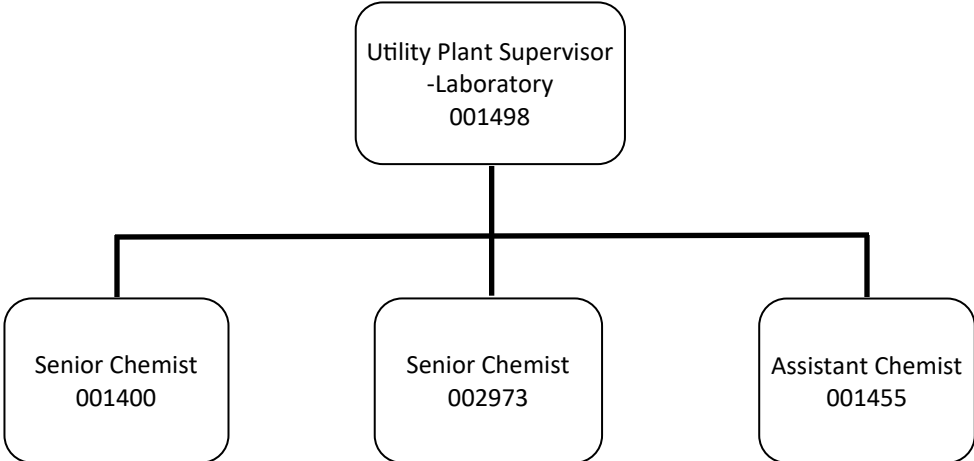 Utility Plant Supervisor
-Laboratory
001498
Senior Chemist
001400
Senior Chemist
002973
Assistant Chemist
001455